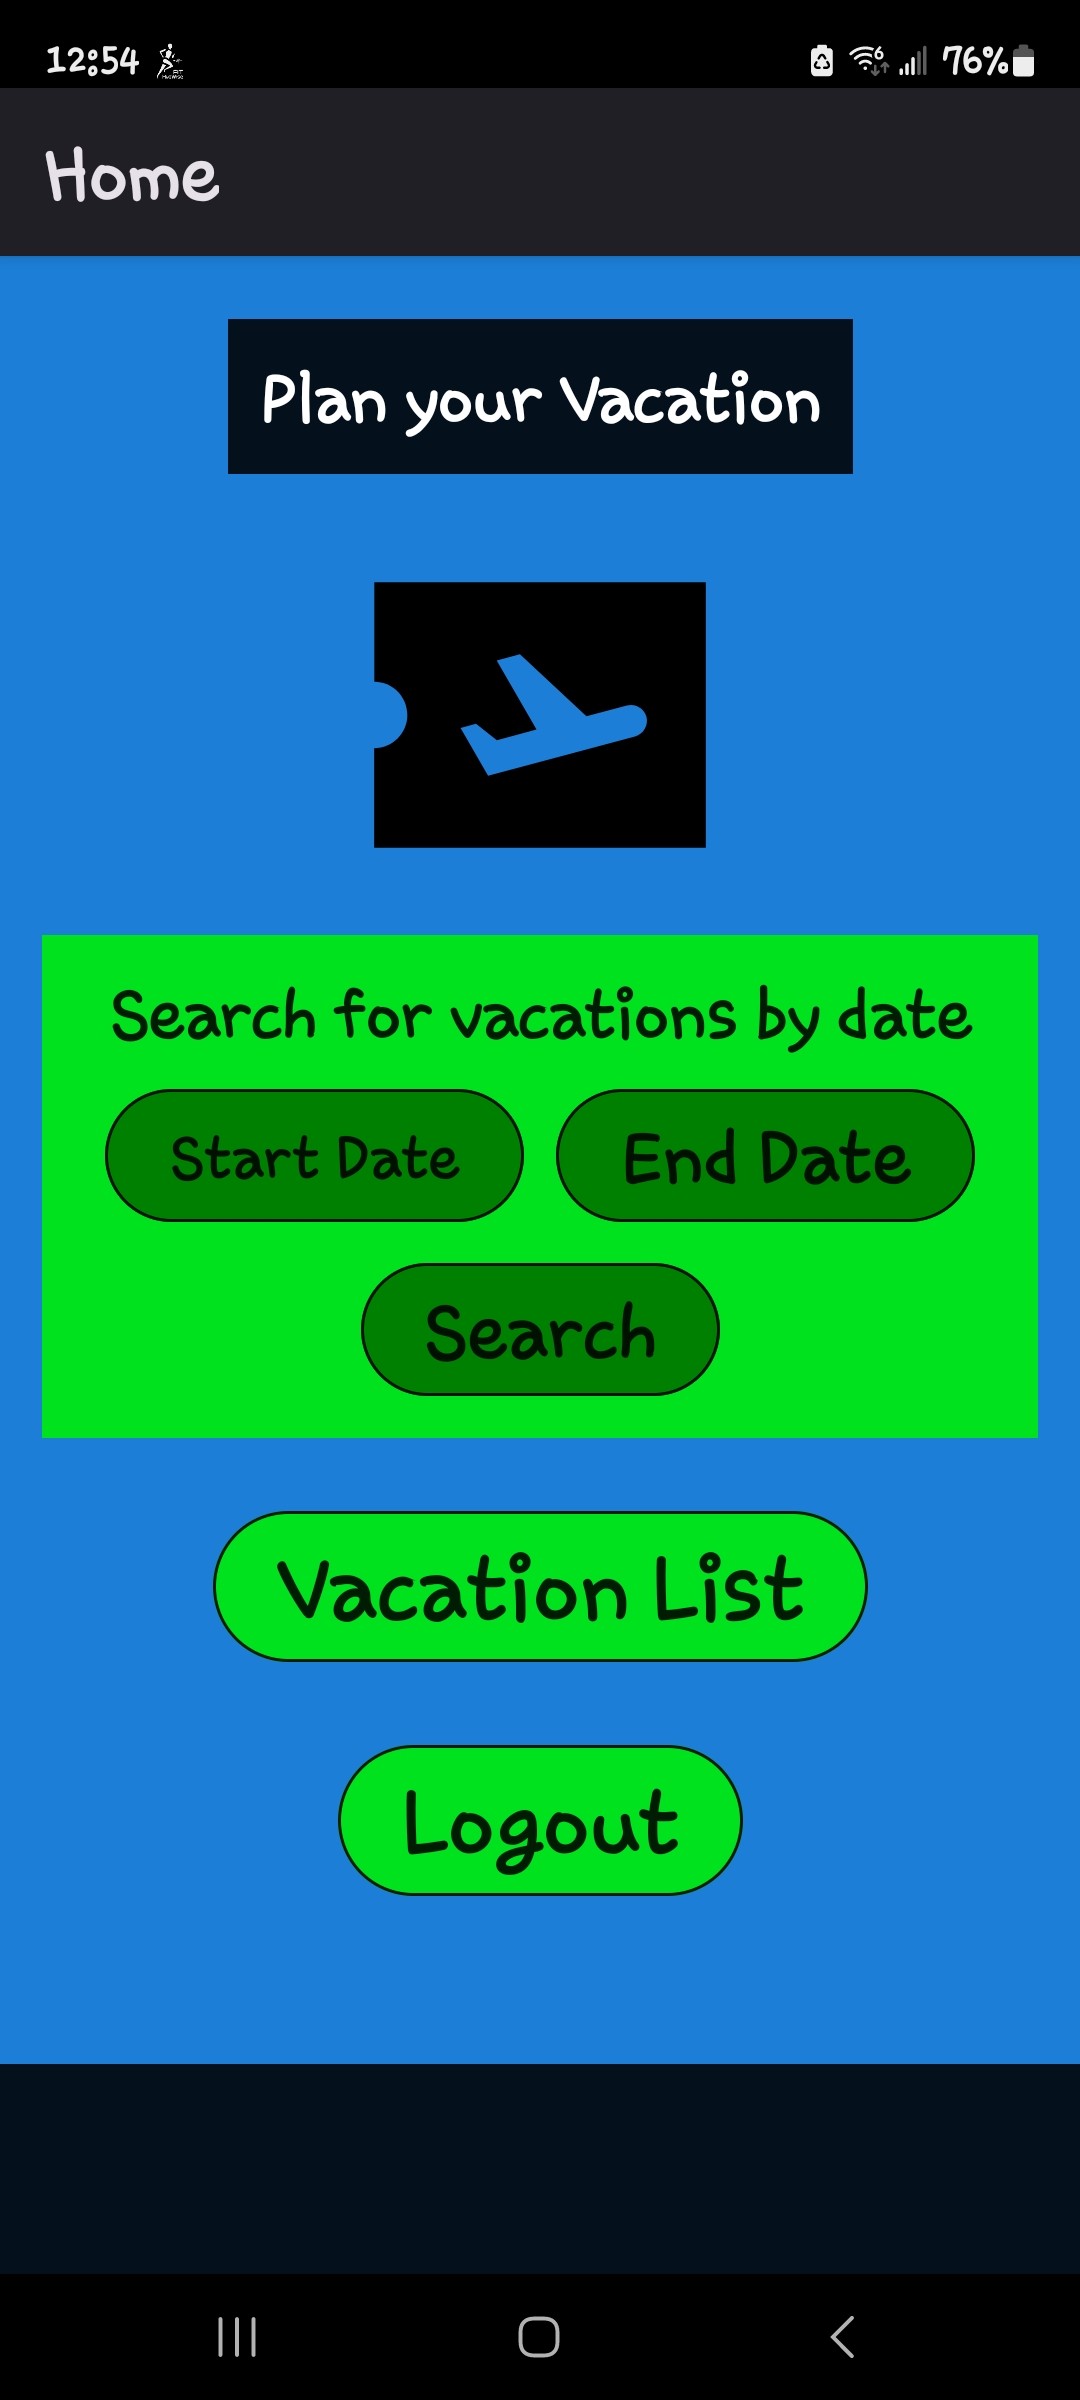 12:54 76%
Home
Plan your Vacation
Search for vacations by date
Start Date End Date
Search
Vacation List
Logout